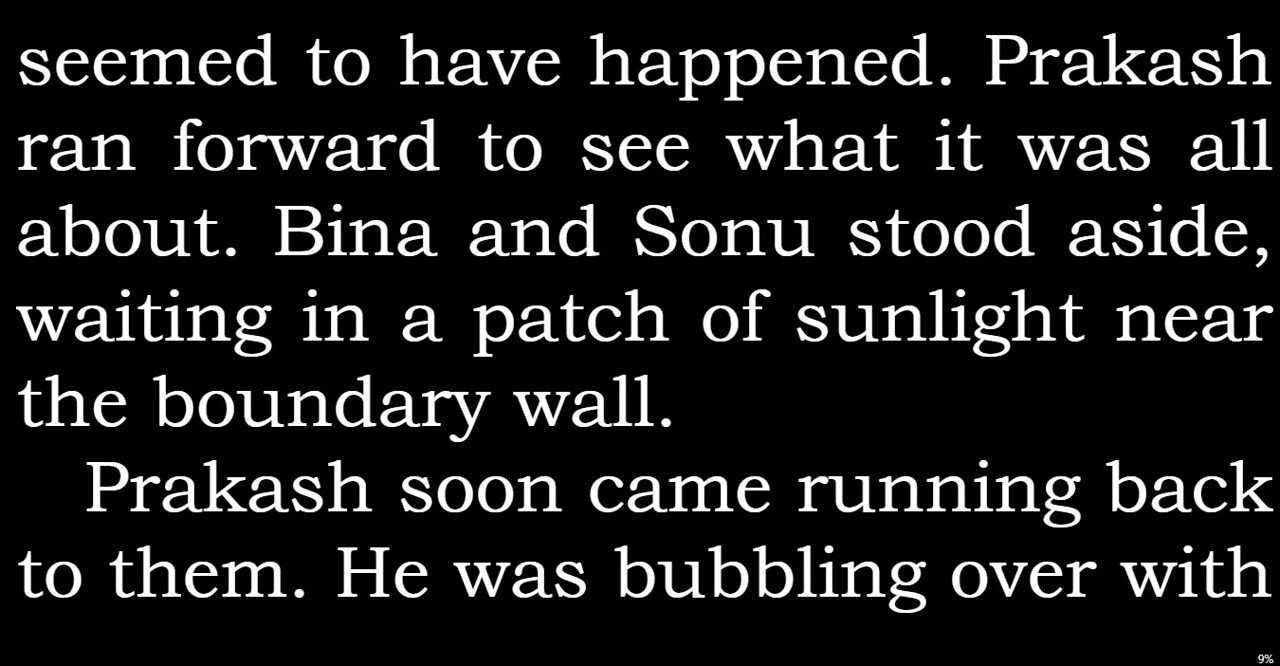 seemed to have happened. Prakash
ran forward to see what it was all
about. Bina and Sonu stood aside,
waiting in a patch of sunlight near
the boundary wall.
Prakash soon came running back
to them. He was bubbling over with
9%